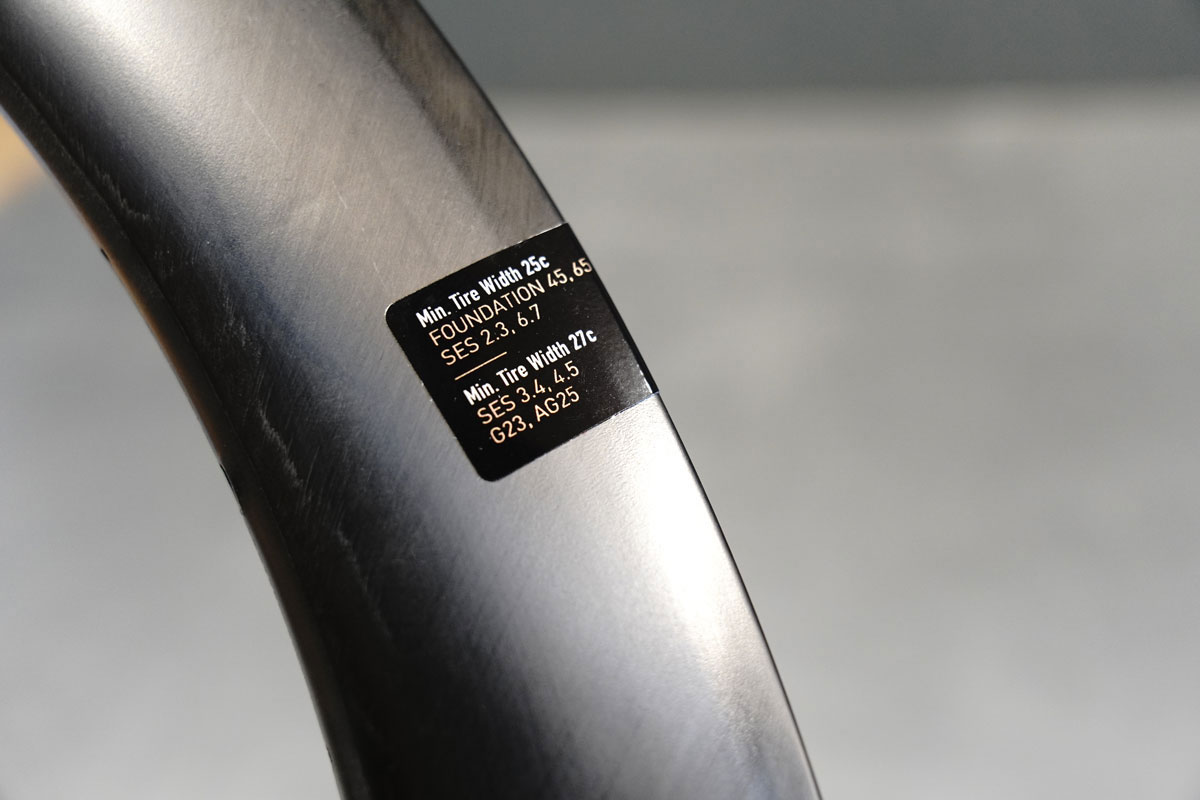 Min. Tire Width 25c
FOUNDATION 45, 65
SES 2.3, 6.7
Min. Tire Width 27c
SES 3.4, 4.5
G23, AG25